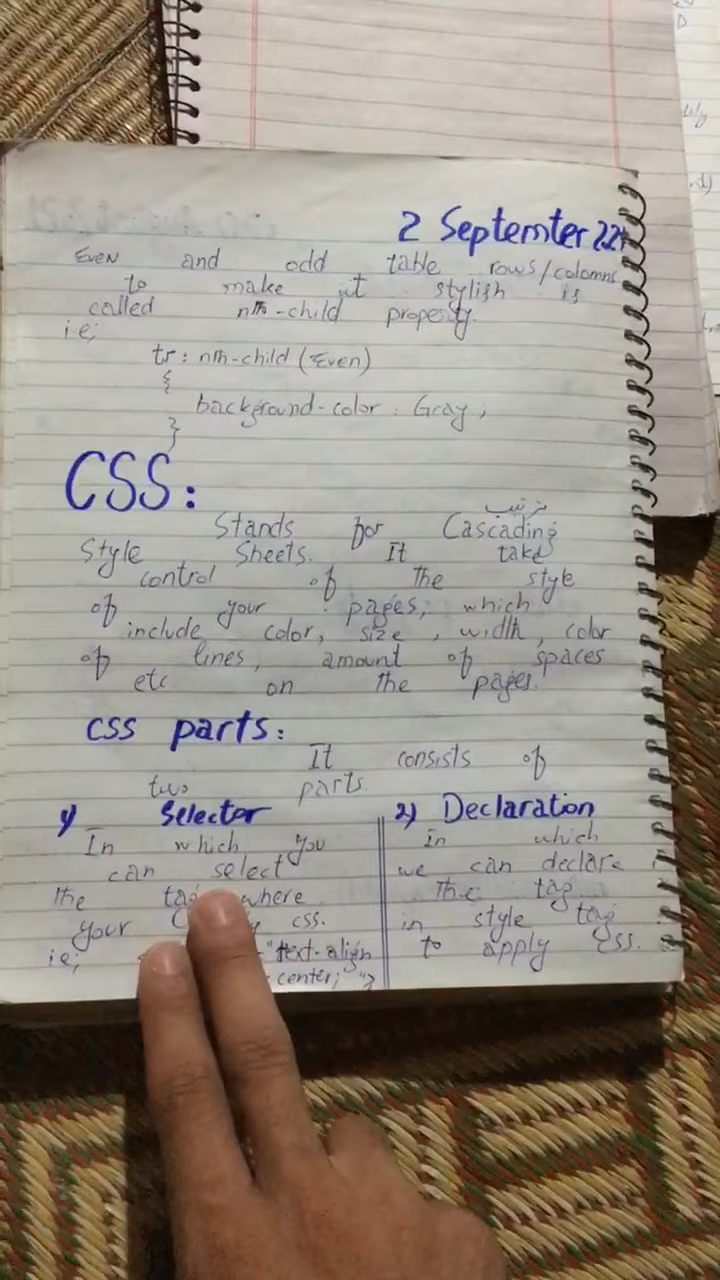 2 September 22
Even and odd table rows/colomns
to make it stylish is
called nth-child property.
i.e;
tr: nth-child (Even)
{
background-color: Gray;
}
CSS:
ترتیب
Stands for Cascading
Style Sheets. It take
control of the style
of your pages, which
include color, size, width, color
of lines, amount of spaces
etc on the pages.
CSS parts:
It consists of
two parts.
1) Selector
In which you
can select
the tag where
your css.
ie; "text-align
center; ">
2) Declaration
In which
we can declare
the tag
in style tag
to apply Css.